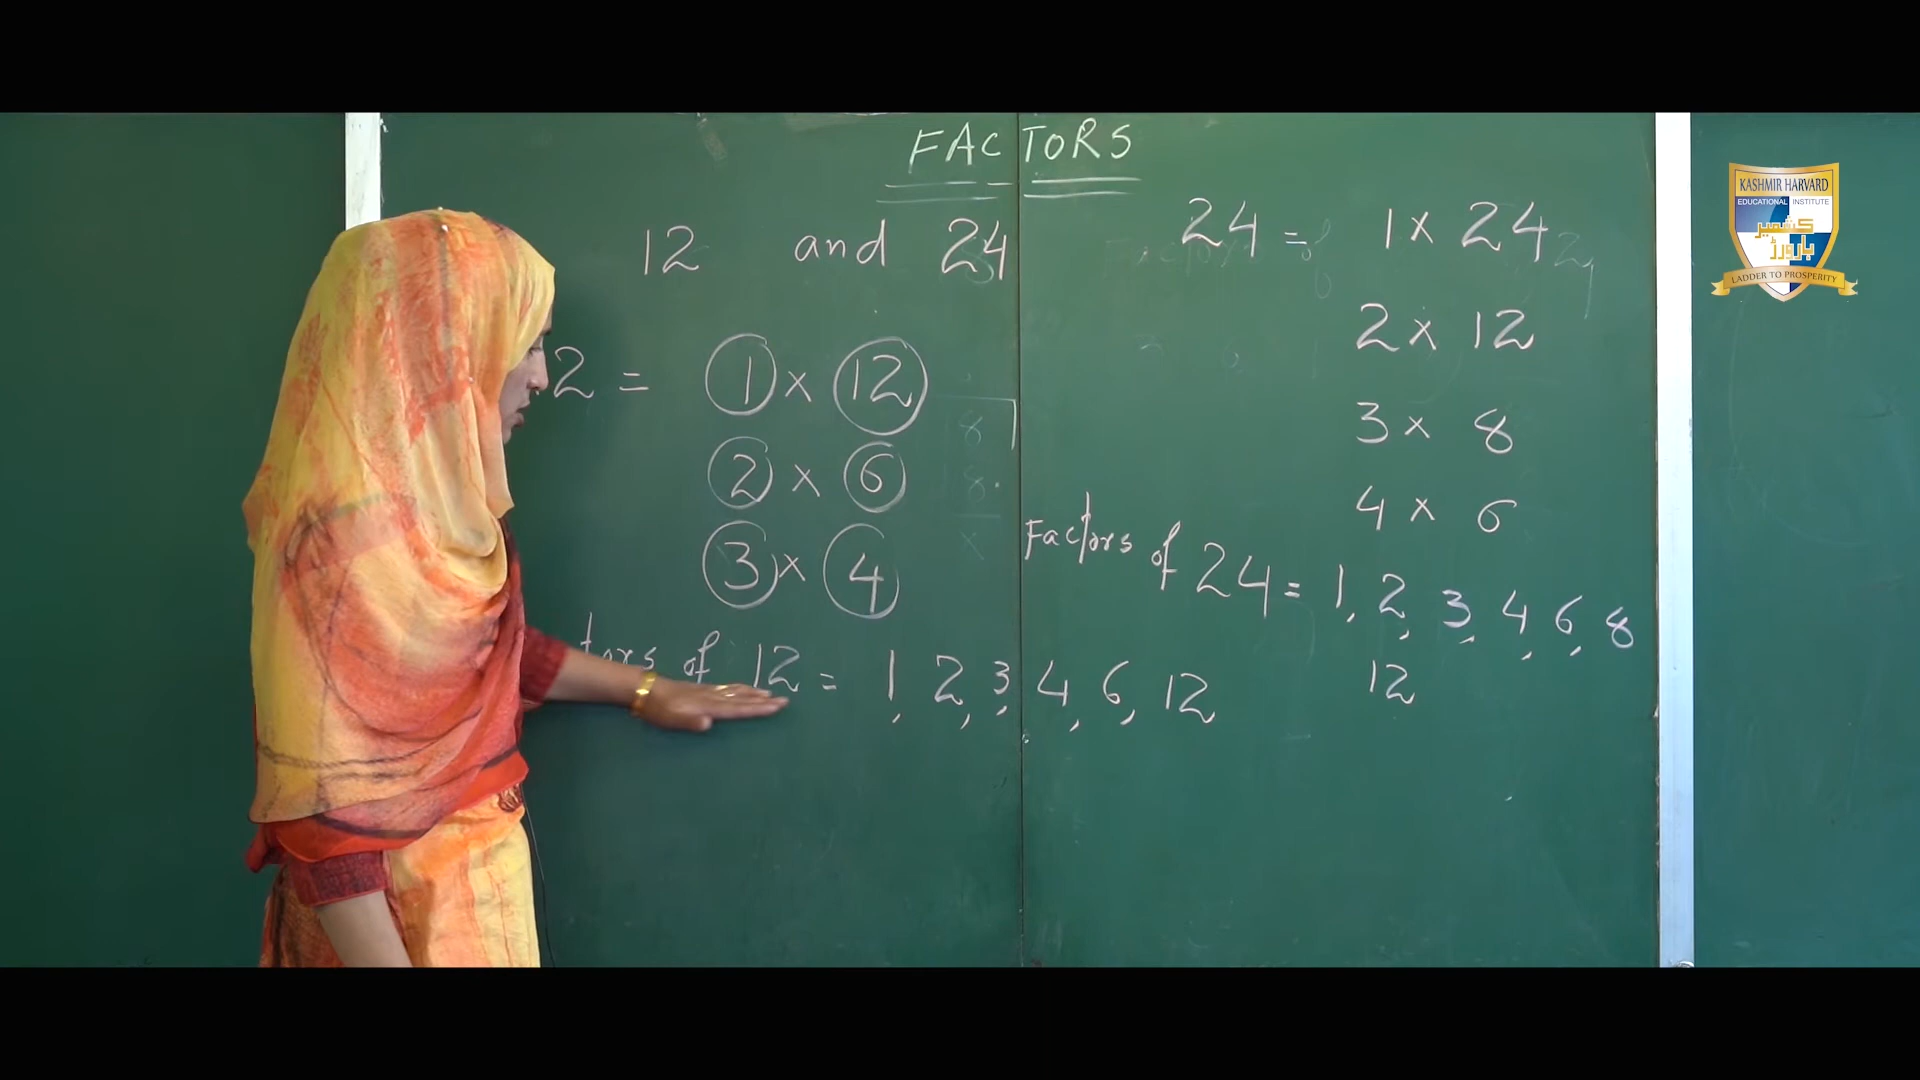 FACTORS
12 and 24
2 = 1 x 12
2 x 6
3 x 4
tors of 12 = 1, 2, 3, 4, 6, 12
24 = 1 x 24
2 x 12
3 x 8
4 x 6
Factors of 24 = 1, 2, 3, 4, 6, 8
12
KASHMIR HARVARD
EDUCATIONAL INSTITUTE
کشمیر
ہارورڈ
LADDER TO PROSPERITY